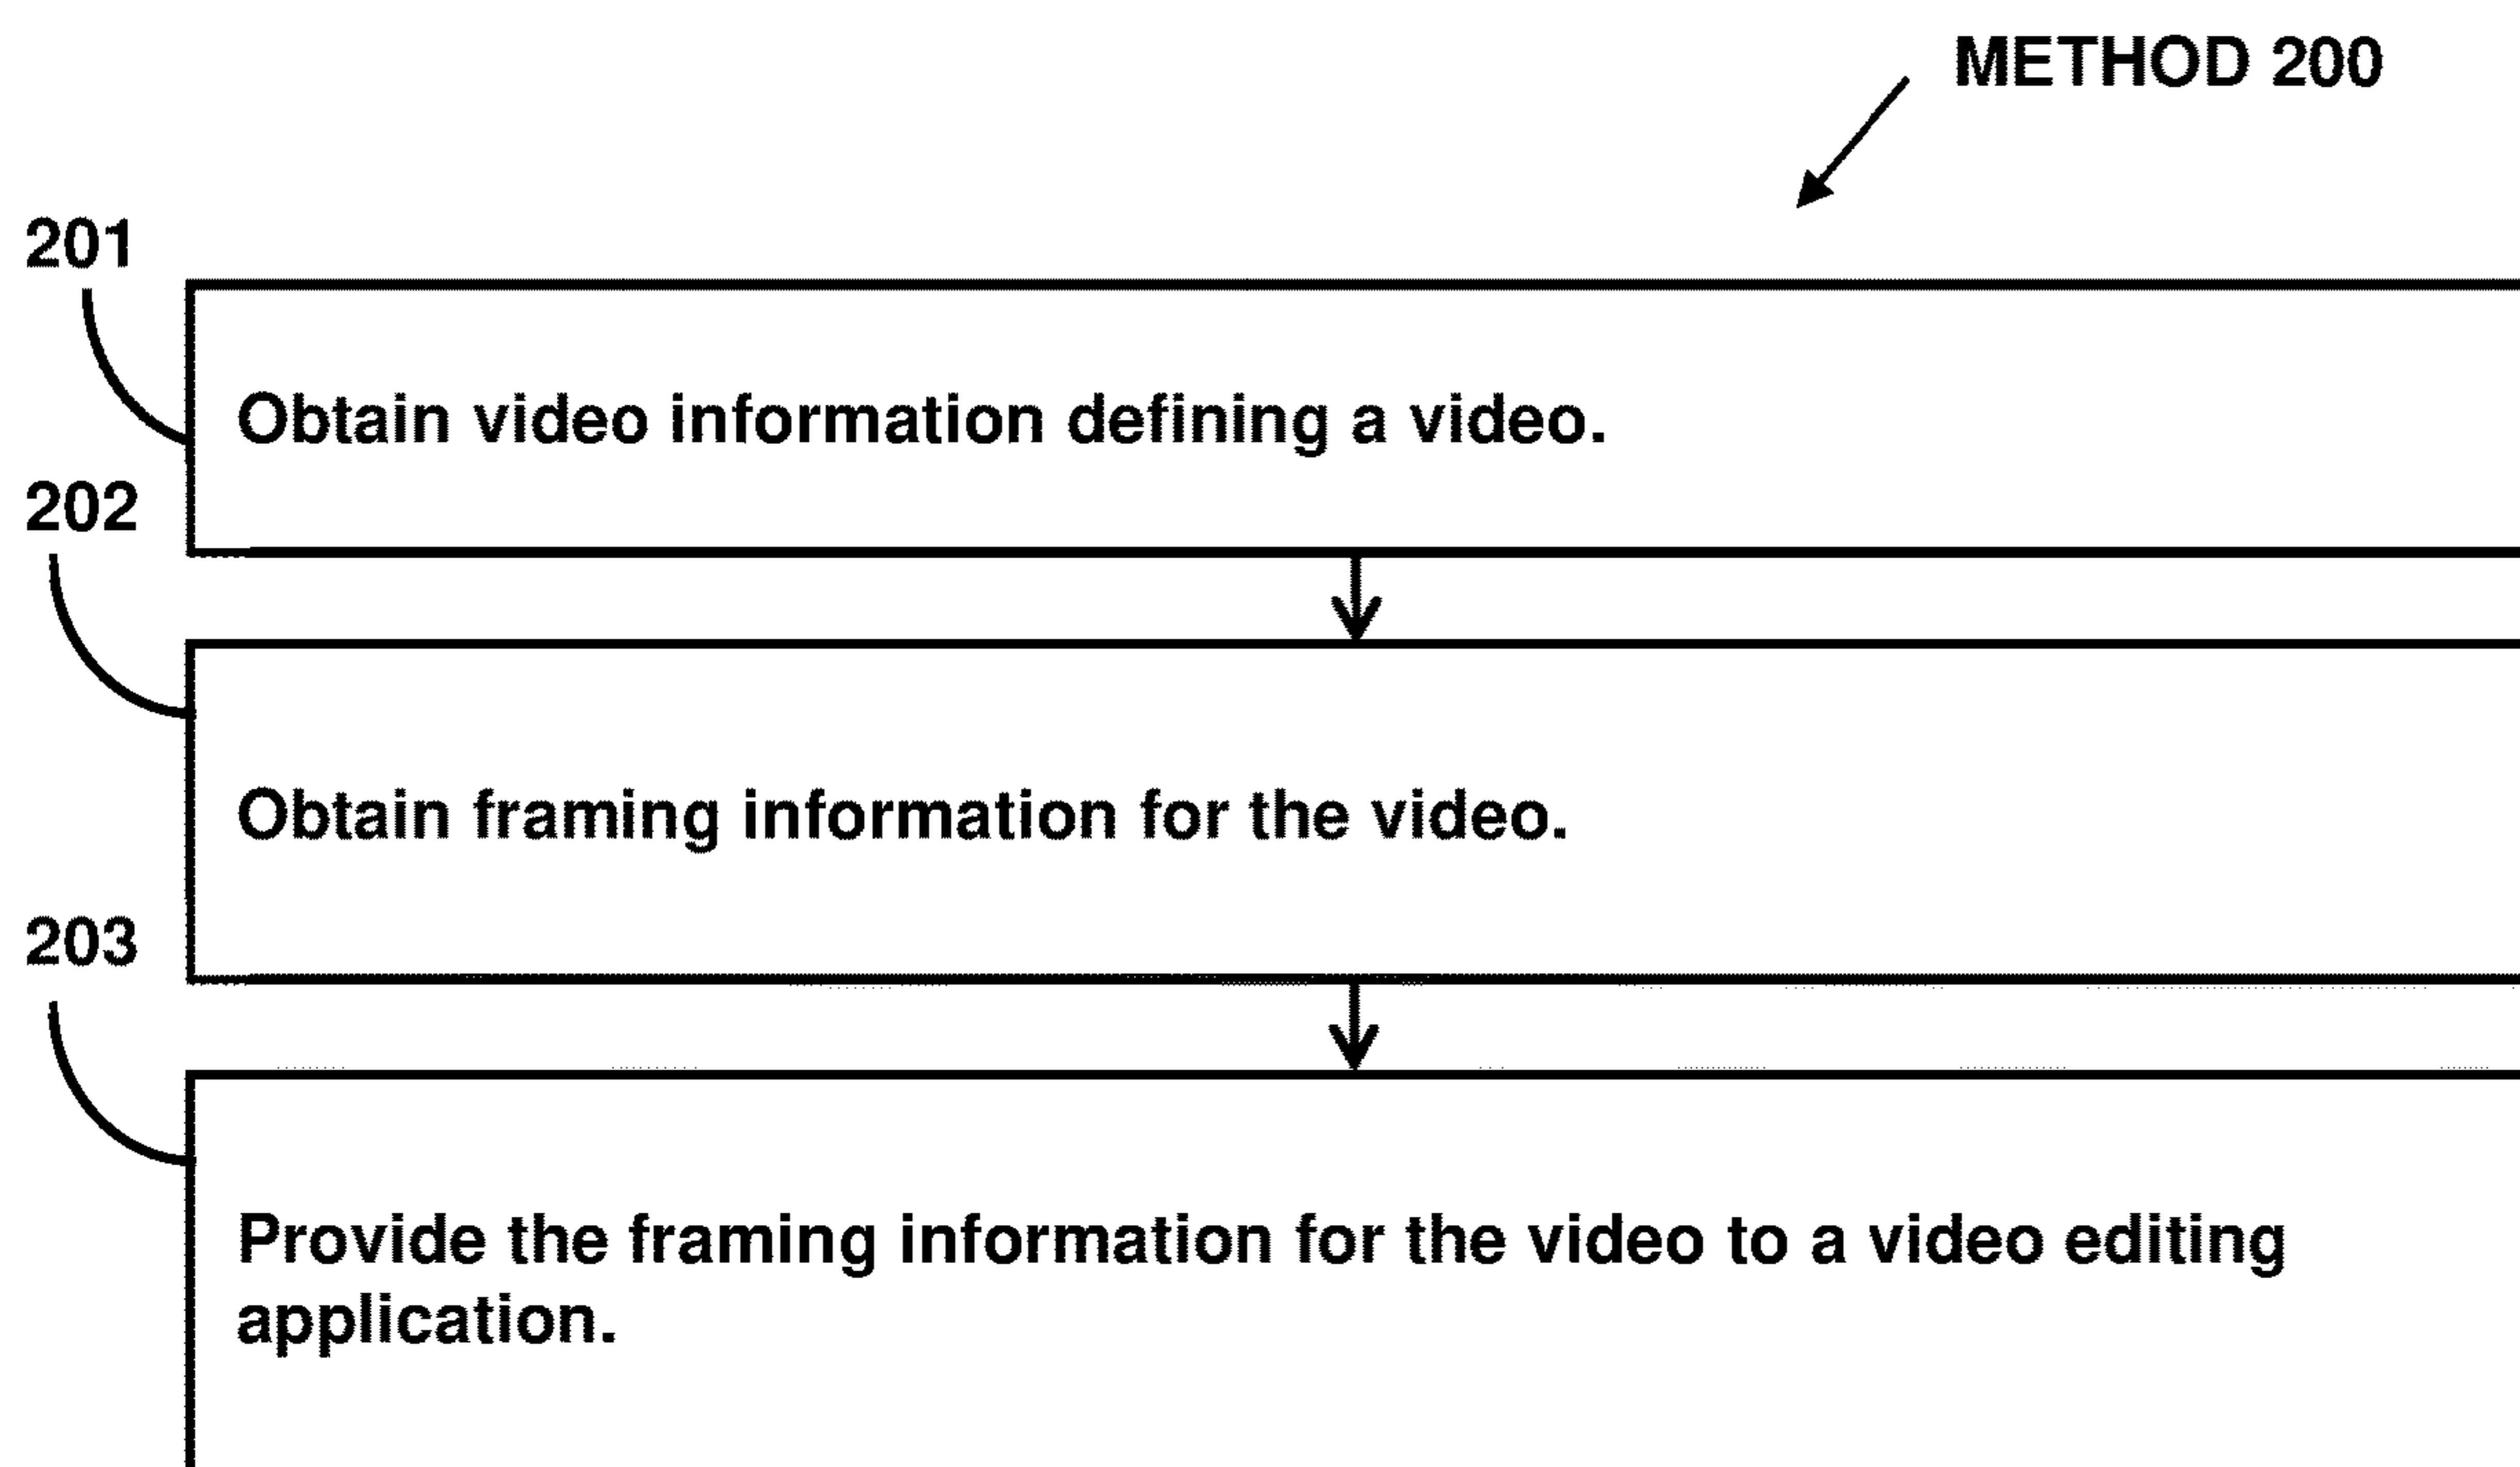 METHOD 200
201
Obtain video information defining a video.
202
Obtain framing information for the video.
203
Provide the framing information for the video to a video editing
application.